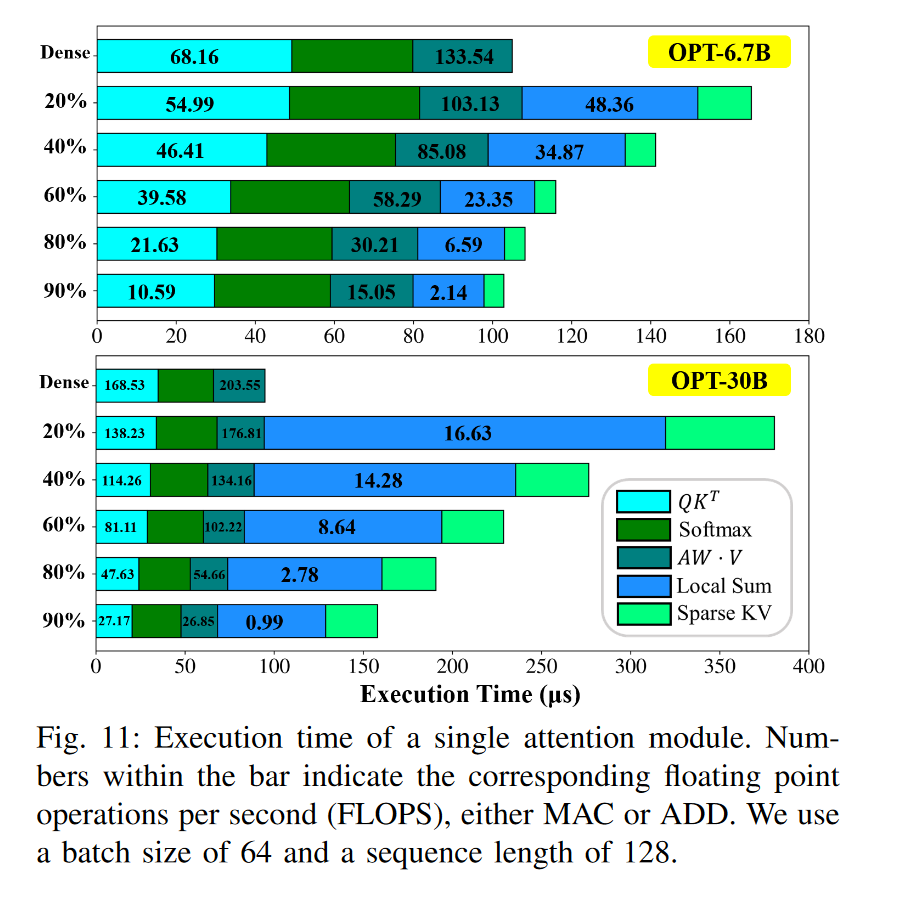 OPT-6.7B
Dense 68.16 133.54
20% 54.99 103.13 48.36
40% 46.41 85.08 34.87
60% 39.58 58.29 23.35
80% 21.63 30.21 6.59
90% 10.59 15.05 2.14
0 20 40 60 80 100 120 140 160 180
OPT-30B
Dense 168.53 203.55
20% 138.23 176.81 16.63
40% 114.26 134.16 14.28
60% 81.11 102.22 8.64
80% 47.63 54.66 2.78
90% 27.17 26.85 0.99
QK^T
Softmax
AW · V
Local Sum
Sparse KV
0 50 100 150 200 250 300 350 400
Execution Time (μs)
Fig. 11: Execution time of a single attention module. Num-
bers within the bar indicate the corresponding floating point
operations per second (FLOPS), either MAC or ADD. We use
a batch size of 64 and a sequence length of 128.